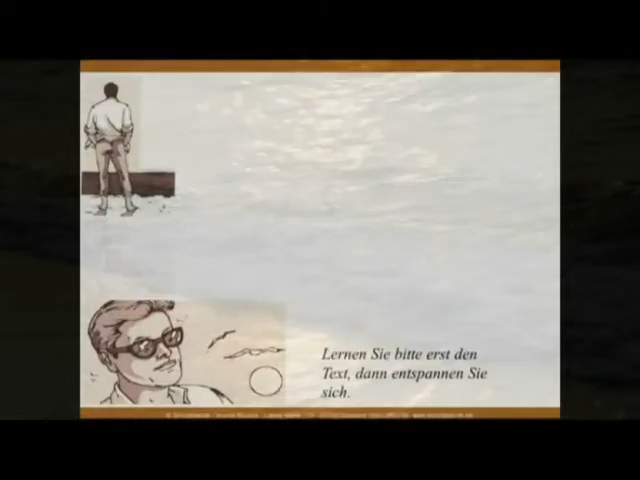 Lernen Sie bitte erst den
Text, dann entspannen Sie
sich.